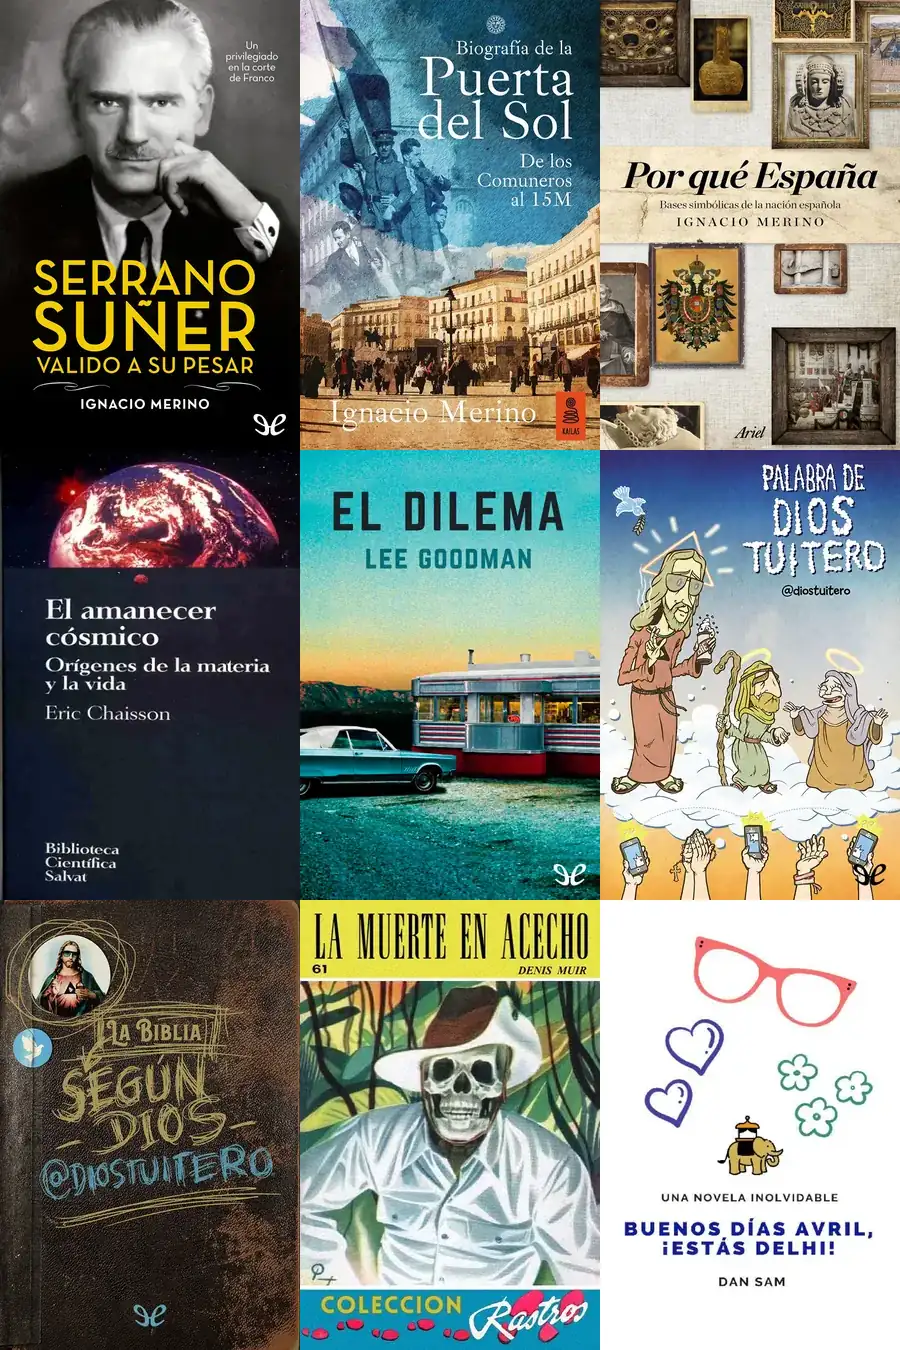 Un
privilegiado
en la corte
de Franco
SERRANO
SUÑER
VALIDO A SU PESAR
IGNACIO MERINO
Biografía de la
Puerta
del Sol
De los
Comuneros
al 15M
Ignacio Merino
KAILAS
Por qué España
Bases simbólicas de la nación española
IGNACIO MERINO
Ariel
El amanecer
cósmico
Orígenes de la materia
y la vida
Eric Chaisson
Biblioteca
Científica
Salvat
EL DILEMA
LEE GOODMAN
PALABRA DE
DIOS
TUITERO
@diostuitero
LA BIBLIA
SEGÚN
DIOS
@DIOSTUITERO
LA MUERTE EN ACECHO
61
DENIS MUIR
COLECCION
Rastros
UNA NOVELA INOLVIDABLE
BUENOS DÍAS AVRIL,
¡ESTÁS DELHI!
DAN SAM